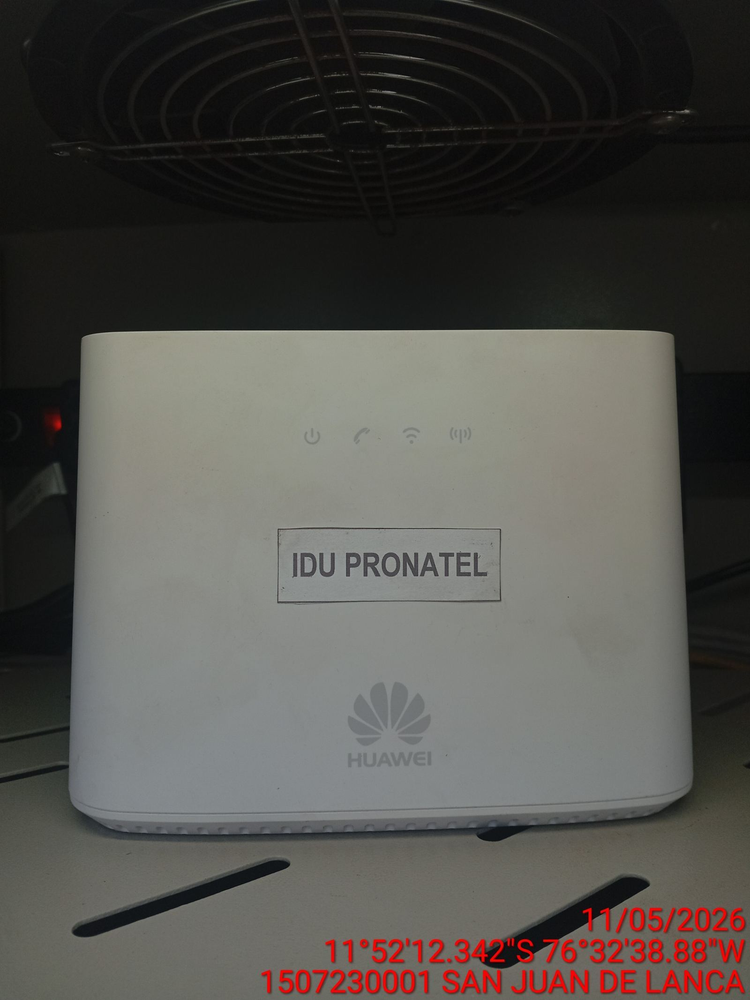 IDU PRONATEL
HUAWEI
11/05/2026
11°52'12.342"S 76°32'38.88"W
1507230001 SAN JUAN DE LANCA